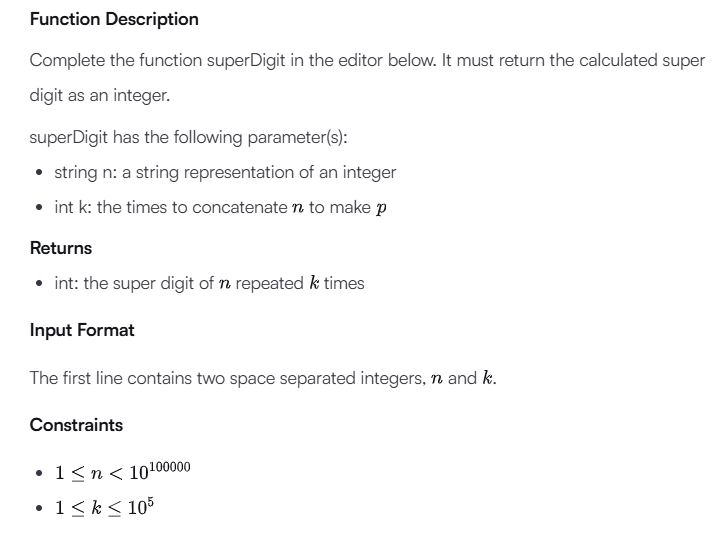 Function Description
Complete the function superDigit in the editor below. It must return the calculated super
digit as an integer.
superDigit has the following parameter(s):
• string n: a string representation of an integer
• int k: the times to concatenate n to make p
Returns
• int: the super digit of n repeated k times
Input Format
The first line contains two space separated integers, n and k.
Constraints
• 1 ≤ n < 10^100000
• 1 ≤ k ≤ 10^5